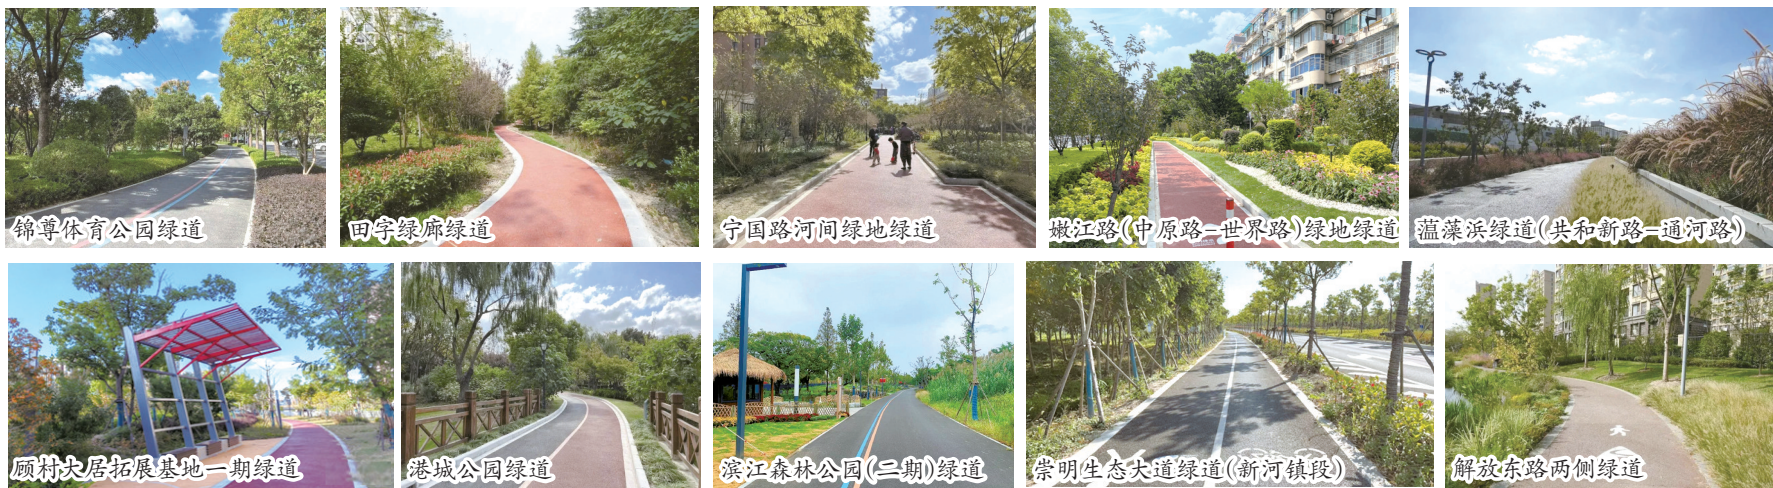 锦尊体育公园绿道
田字绿廊绿道
宁国路河间绿地绿道
嫩江路(中原路-世界路)绿地绿道
蕰藻浜绿道(共和新路-通河路)
顾村大居拓展基地一期绿道
港城公园绿道
滨江森林公园(二期)绿道
崇明生态大道绿道(新河镇段)
解放东路两侧绿道